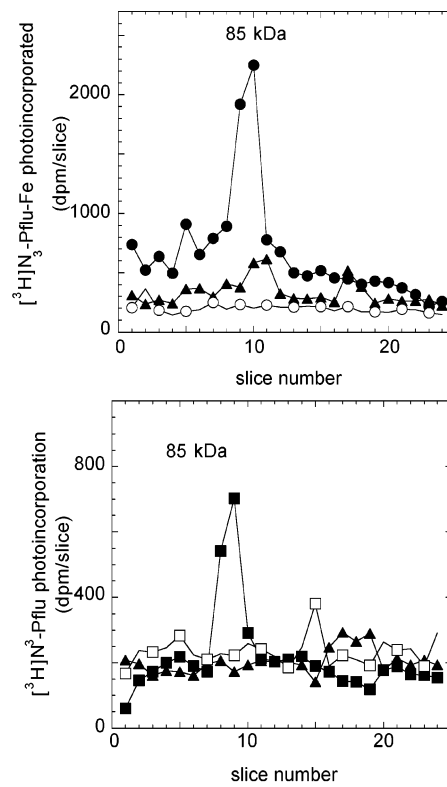 85 kDa
[³H]N₃-Pflu-Fe photoincorporated
(dpm/slice)
2000
1000
0
0 10 20
slice number
85 kDa
[³H]N³-Pflu photoincorporation
(dpm/slice)
800
400
0
0 10 20
slice number